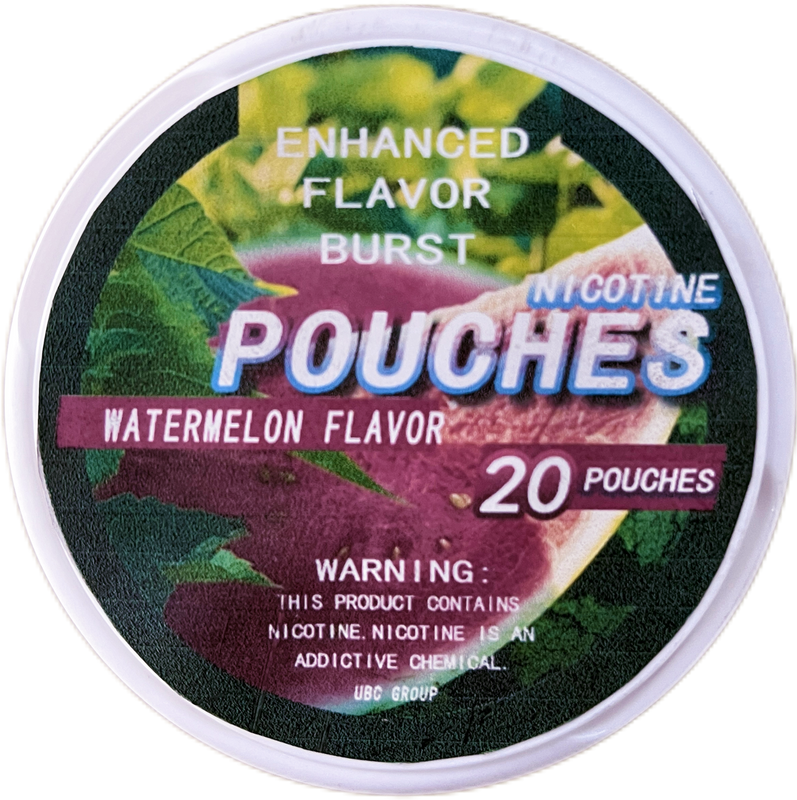 ENHANCED
FLAVOR
BURST
NICOTINE
POUCHES
WATERMELON FLAVOR
20 POUCHES
WARNING:
THIS PRODUCT CONTAINS
NICOTINE. NICOTINE IS AN
ADDICTIVE CHEMICAL.
UBC GROUP